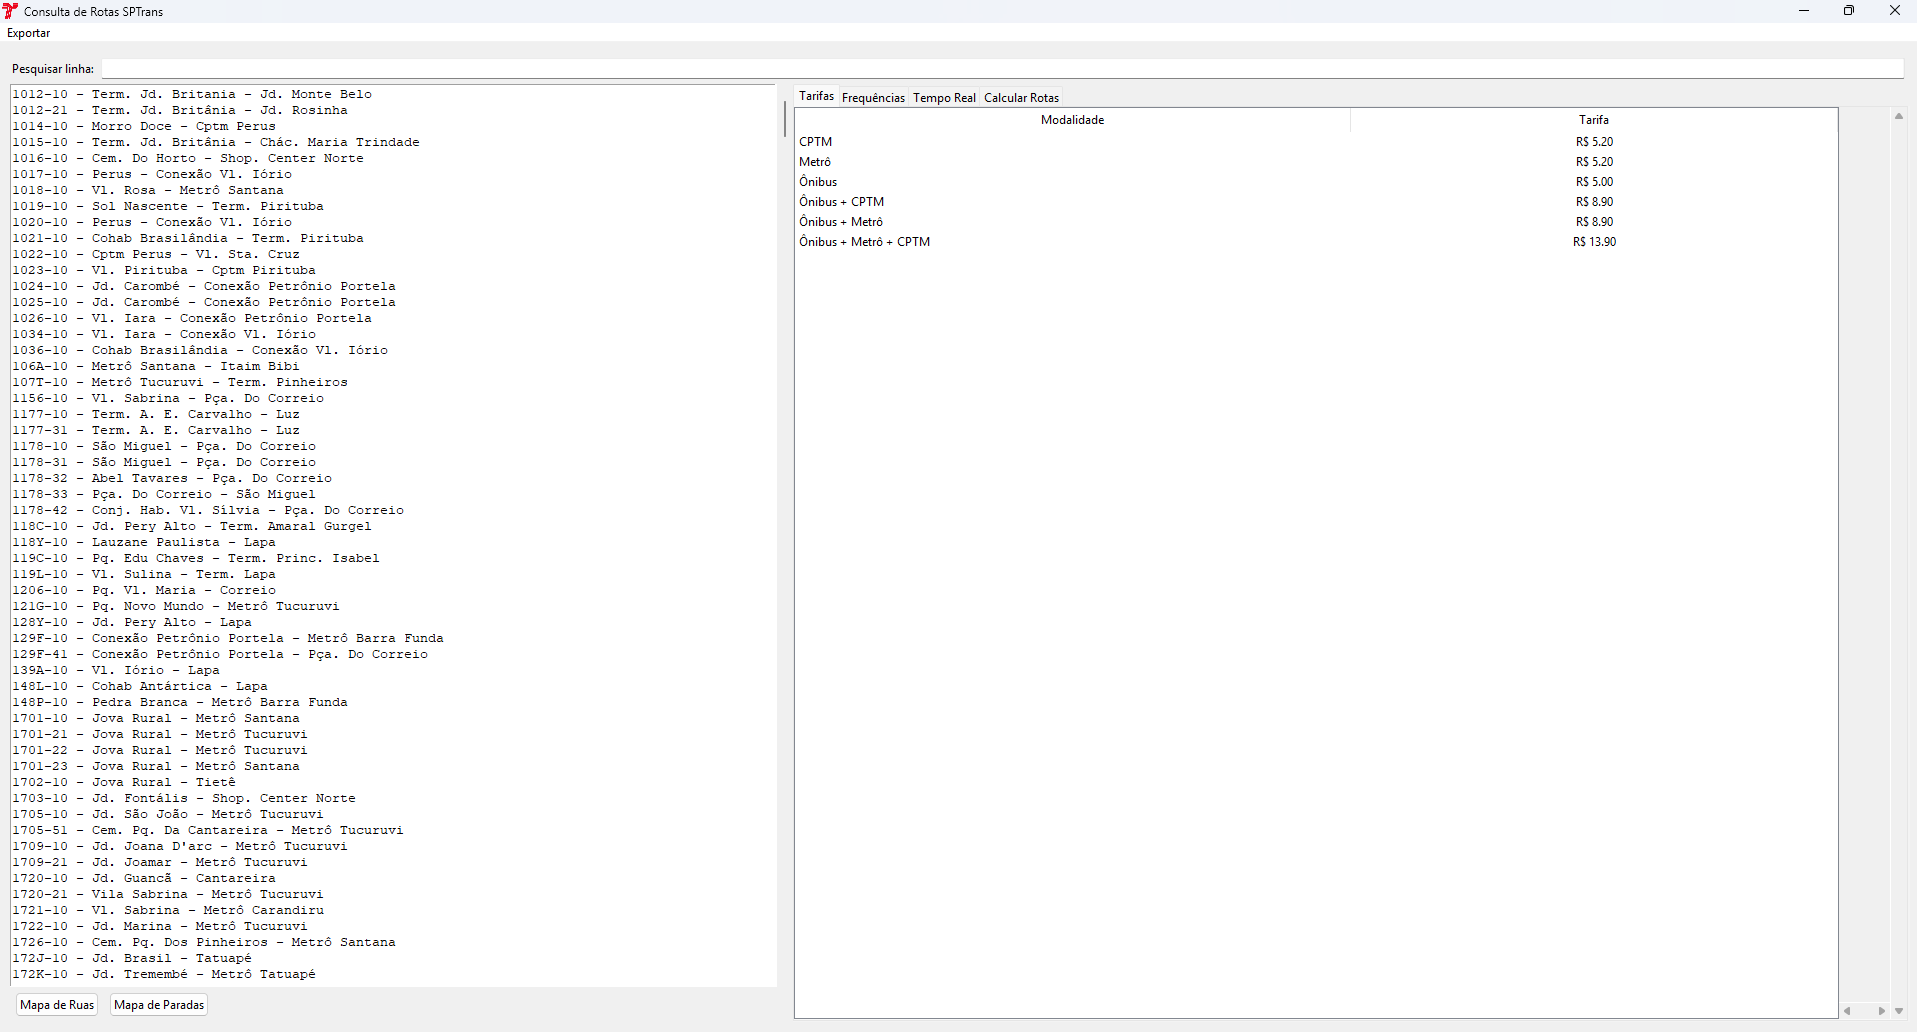 Consulta de Rotas SPTrans
Exportar
Pesquisar linha:
1012-10 - Term. Jd. Britania - Jd. Monte Belo
1012-21 - Term. Jd. Britânia - Jd. Rosinha
1014-10 - Morro Doce - Cptm Perus
1015-10 - Term. Jd. Britânia - Chác. Maria Trindade
1016-10 - Cem. Do Horto - Shop. Center Norte
1017-10 - Perus - Conexão Vl. Iório
1018-10 - Vl. Rosa - Metrô Santana
1019-10 - Sol Nascente - Term. Pirituba
1020-10 - Perus - Conexão Vl. Iório
1021-10 - Cohab Brasilândia - Term. Pirituba
1022-10 - Cptm Perus - Vl. Sta. Cruz
1023-10 - Vl. Pirituba - Cptm Pirituba
1024-10 - Jd. Carombé - Conexão Petrônio Portela
1025-10 - Jd. Carombé - Conexão Petrônio Portela
1026-10 - Vl. Iara - Conexão Petrônio Portela
1034-10 - Vl. Iara - Conexão Vl. Iório
1036-10 - Cohab Brasilândia - Conexão Vl. Iório
106A-10 - Metrô Santana - Itaim Bibi
107T-10 - Metrô Tucuruvi - Term. Pinheiros
1156-10 - Vl. Sabrina - Pça. Do Correio
1177-10 - Term. A. E. Carvalho - Luz
1177-31 - Term. A. E. Carvalho - Luz
1178-10 - São Miguel - Pça. Do Correio
1178-31 - São Miguel - Pça. Do Correio
1178-32 - Abel Tavares - Pça. Do Correio
1178-33 - Pça. Do Correio - São Miguel
1178-42 - Conj. Hab. Vl. Sílvia - Pça. Do Correio
118C-10 - Jd. Pery Alto - Term. Amaral Gurgel
118Y-10 - Lauzane Paulista - Lapa
119C-10 - Pq. Edu Chaves - Term. Princ. Isabel
119L-10 - Vl. Sulina - Term. Lapa
1206-10 - Pq. Vl. Maria - Correio
121G-10 - Pq. Novo Mundo - Metrô Tucuruvi
128Y-10 - Jd. Pery Alto - Lapa
129F-10 - Conexão Petrônio Portela - Metrô Barra Funda
129F-41 - Conexão Petrônio Portela - Pça. Do Correio
139A-10 - Vl. Iório - Lapa
148L-10 - Cohab Antártica - Lapa
148P-10 - Pedra Branca - Metrô Barra Funda
1701-10 - Jova Rural - Metrô Santana
1701-21 - Jova Rural - Metrô Tucuruvi
1701-22 - Jova Rural - Metrô Tucuruvi
1701-23 - Jova Rural - Metrô Santana
1702-10 - Jova Rural - Tietê
1703-10 - Jd. Fontális - Shop. Center Norte
1705-10 - Jd. São João - Metrô Tucuruvi
1705-51 - Cem. Pq. Da Cantareira - Metrô Tucuruvi
1709-10 - Jd. Joana D'arc - Metrô Tucuruvi
1709-21 - Jd. Joamar - Metrô Tucuruvi
1720-10 - Jd. Guancã - Cantareira
1720-21 - Vila Sabrina - Metrô Tucuruvi
1721-10 - Vl. Sabrina - Metrô Carandiru
1722-10 - Jd. Marina - Metrô Tucuruvi
1726-10 - Cem. Pq. Dos Pinheiros - Metrô Santana
172J-10 - Jd. Brasil - Tatuapé
172K-10 - Jd. Tremembé - Metrô Tatuapé
Mapa de Ruas Mapa de Paradas
Tarifas Frequências Tempo Real Calcular Rotas
Modalidade Tarifa
CPTM R$ 5.20
Metrô R$ 5.20
Ônibus R$ 5.00
Ônibus + CPTM R$ 8.90
Ônibus + Metrô R$ 8.90
Ônibus + Metrô + CPTM R$ 13.90